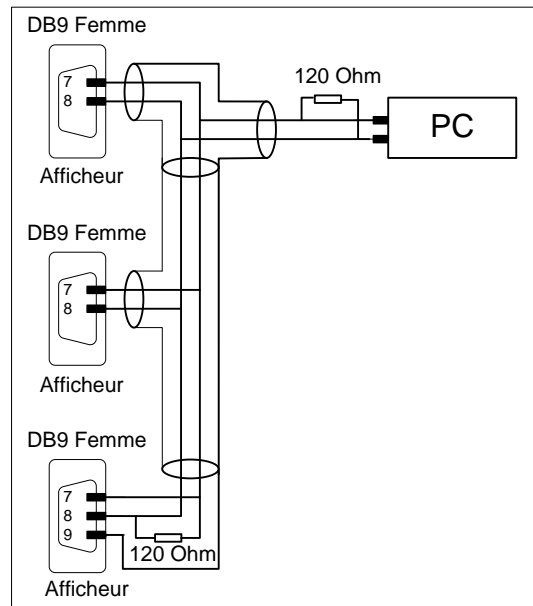 DB9 Femme
7
8
Afficheur
120 Ohm
PC
DB9 Femme
7
8
Afficheur
DB9 Femme
7
8
9
120 Ohm
Afficheur